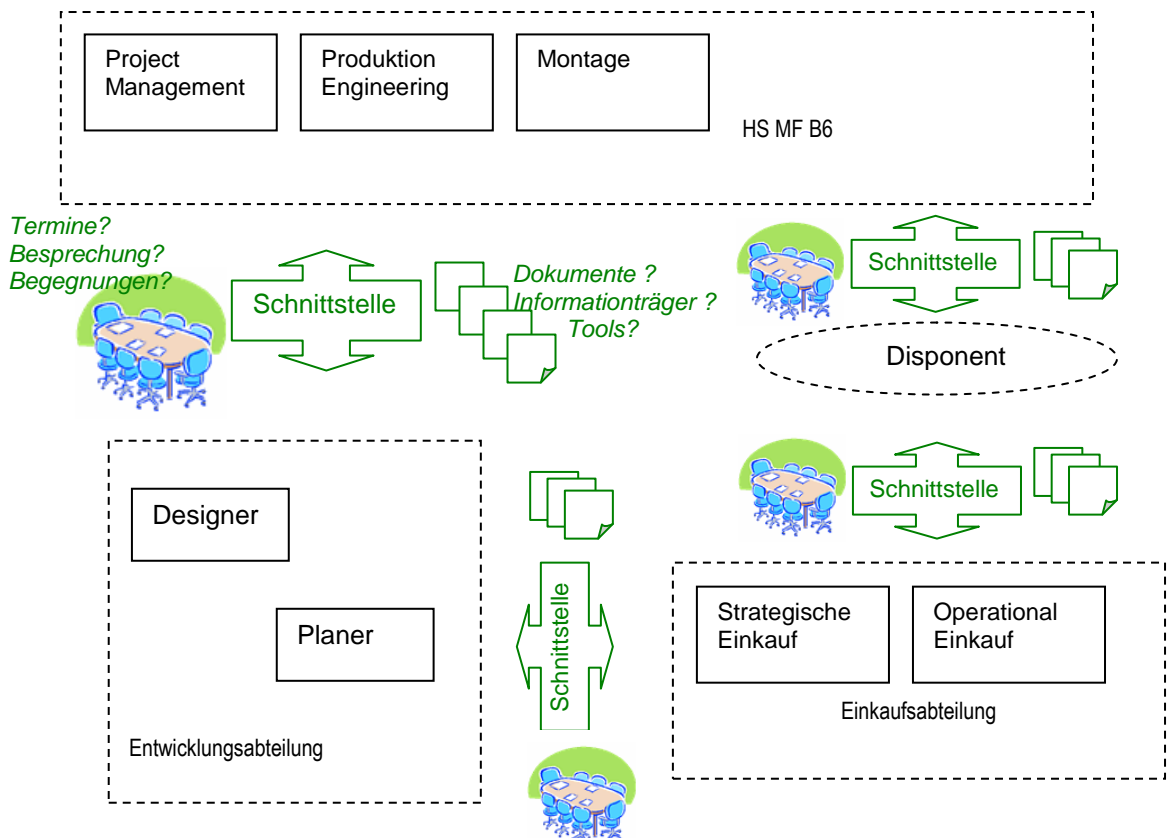 Project
Management
Produktion
Engineering
Montage
HS MF B6
Termine?
Besprechung?
Begegnungen?
Schnittstelle
Dokumente ?
Informationträger ?
Tools?
Schnittstelle
Disponent
Schnittstelle
Designer
Planer
Entwicklungsabteilung
Schnittstelle
Strategische
Einkauf
Operational
Einkauf
Einkaufsabteilung